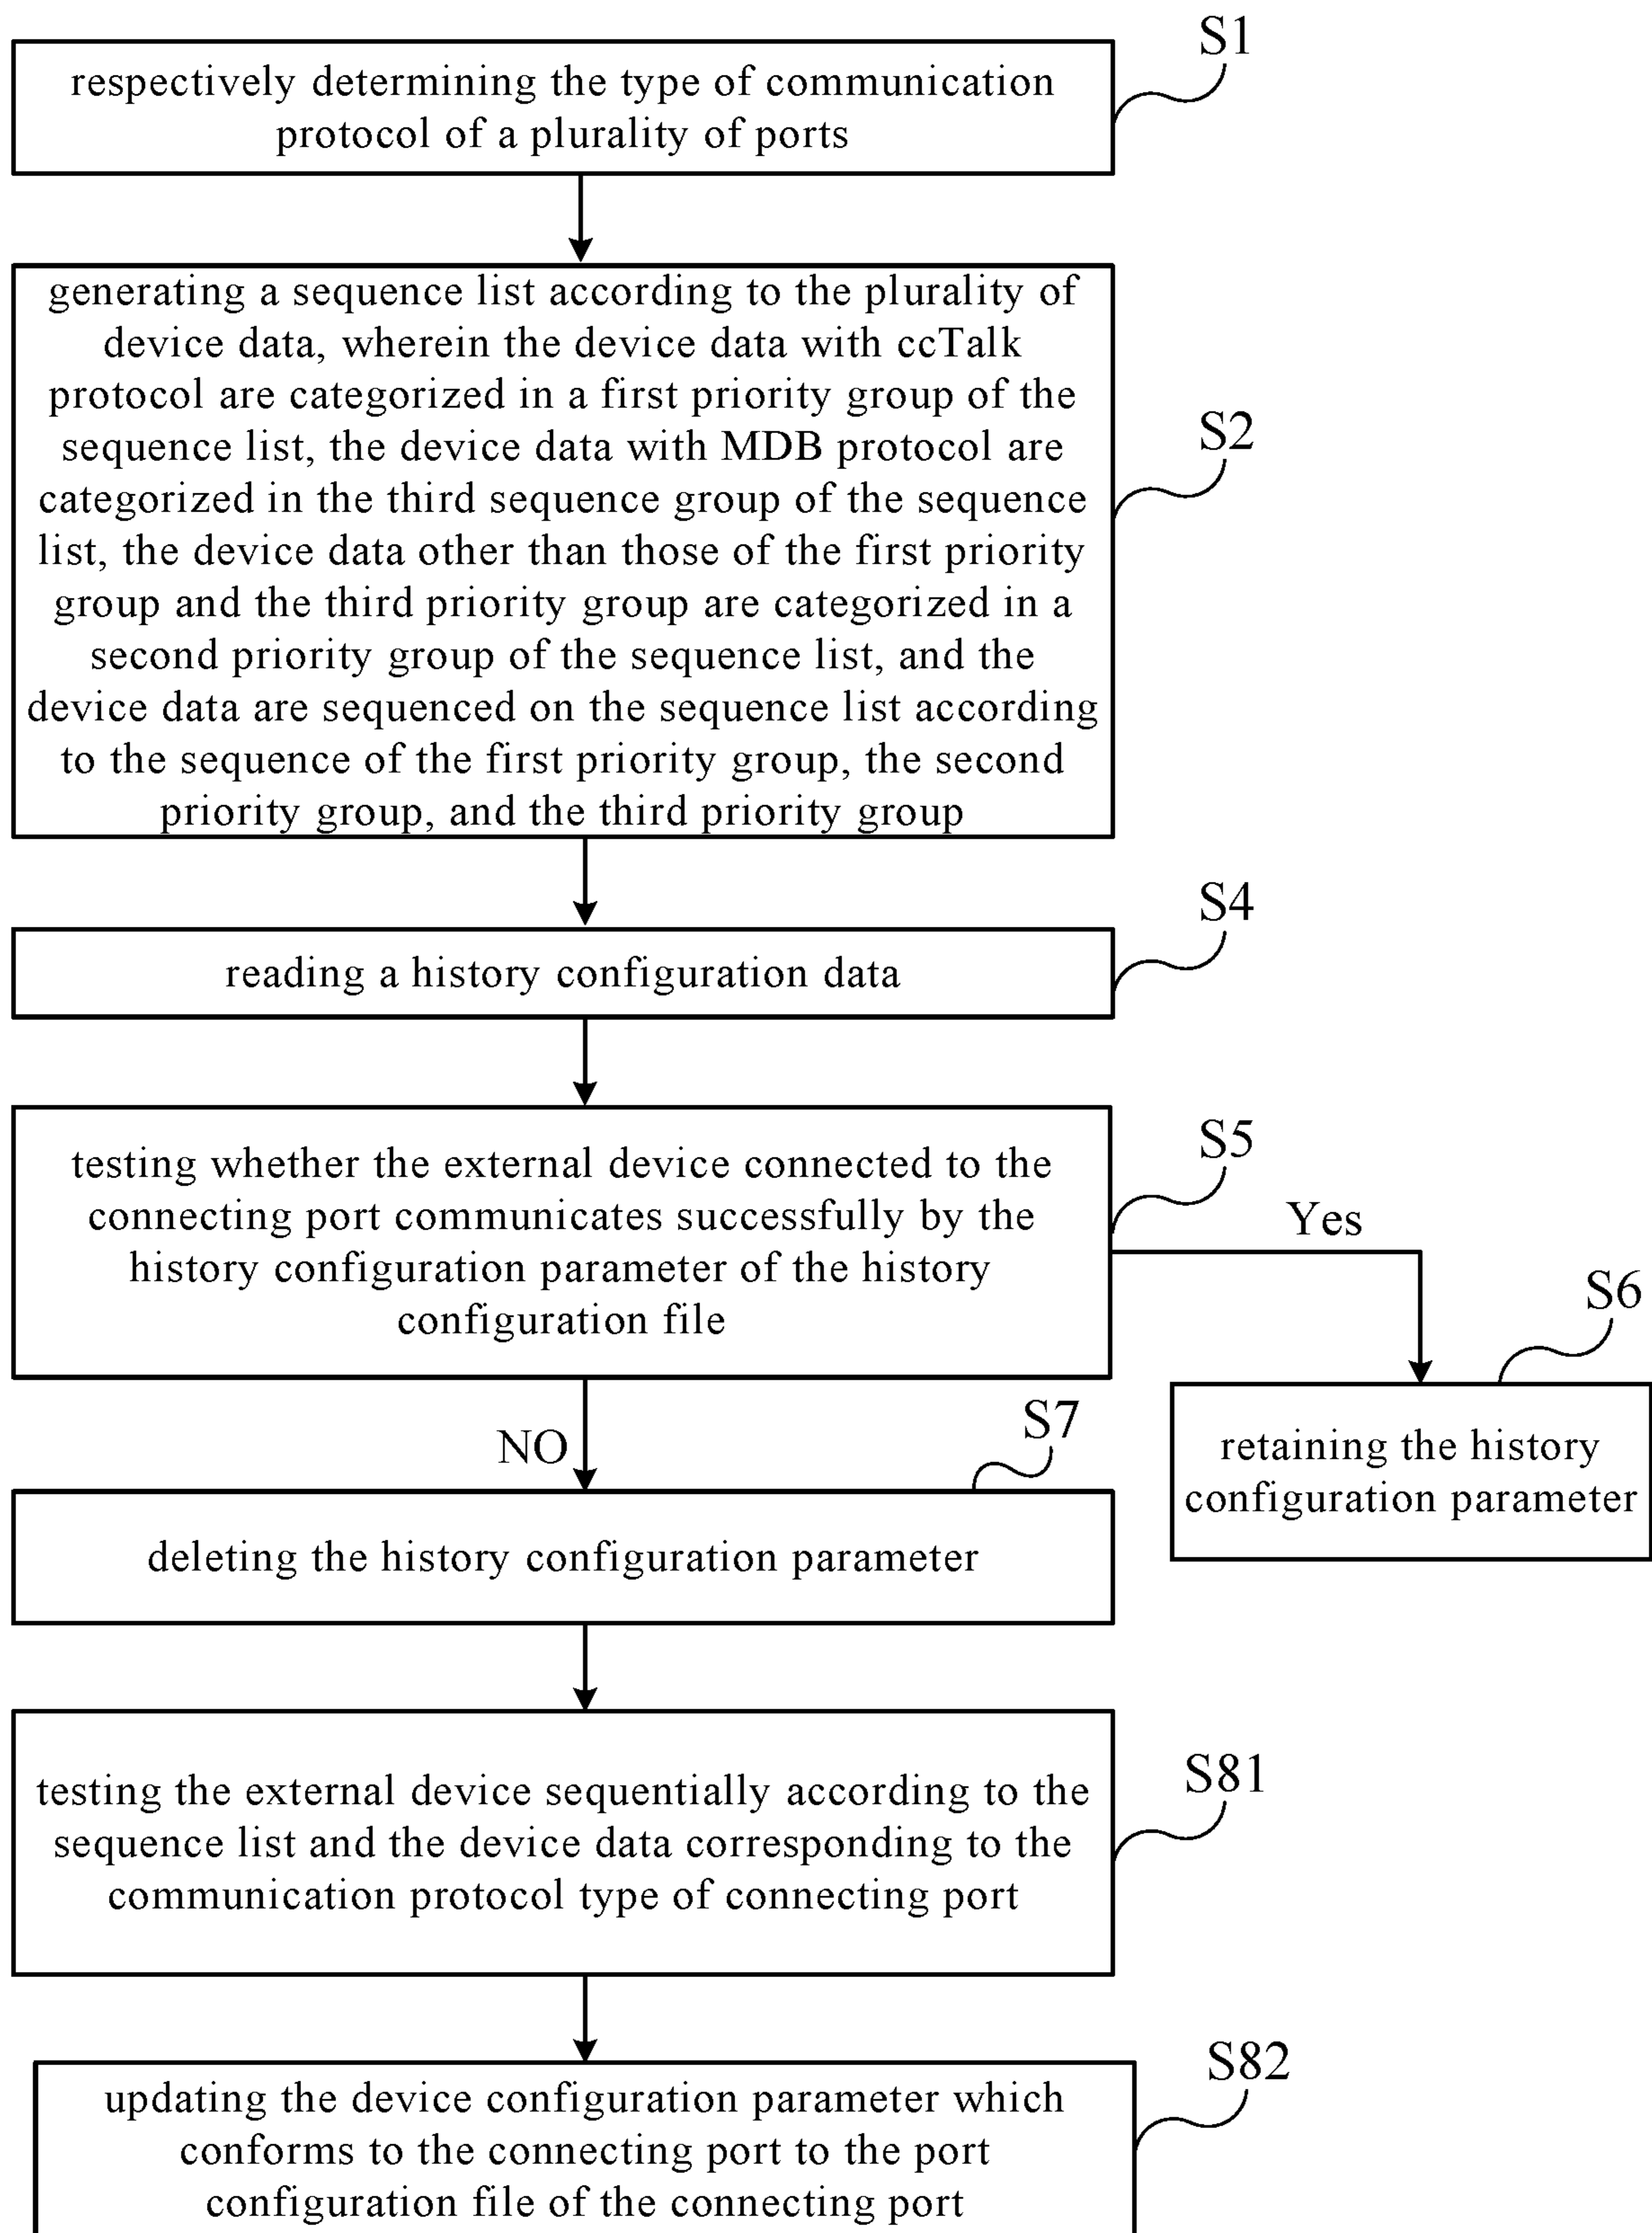 S1
respectively determining the type of communication
protocol of a plurality of ports
generating a sequence list according to the plurality of
device data, wherein the device data with ccTalk
protocol are categorized in a first priority group of the
sequence list, the device data with MDB protocol are
categorized in the third sequence group of the sequence
list, the device data other than those of the first priority
group and the third priority group are categorized in a
second priority group of the sequence list, and the
device data are sequenced on the sequence list according
to the sequence of the first priority group, the second
priority group, and the third priority group
S2
S4
reading a history configuration data
S5
testing whether the external device connected to the
connecting port communicates successfully by the
history configuration parameter of the history
configuration file
Yes
S6
retaining the history
configuration parameter
NO
S7
deleting the history configuration parameter
S81
testing the external device sequentially according to the
sequence list and the device data corresponding to the
communication protocol type of connecting port
S82
updating the device configuration parameter which
conforms to the connecting port to the port
configuration file of the connecting port